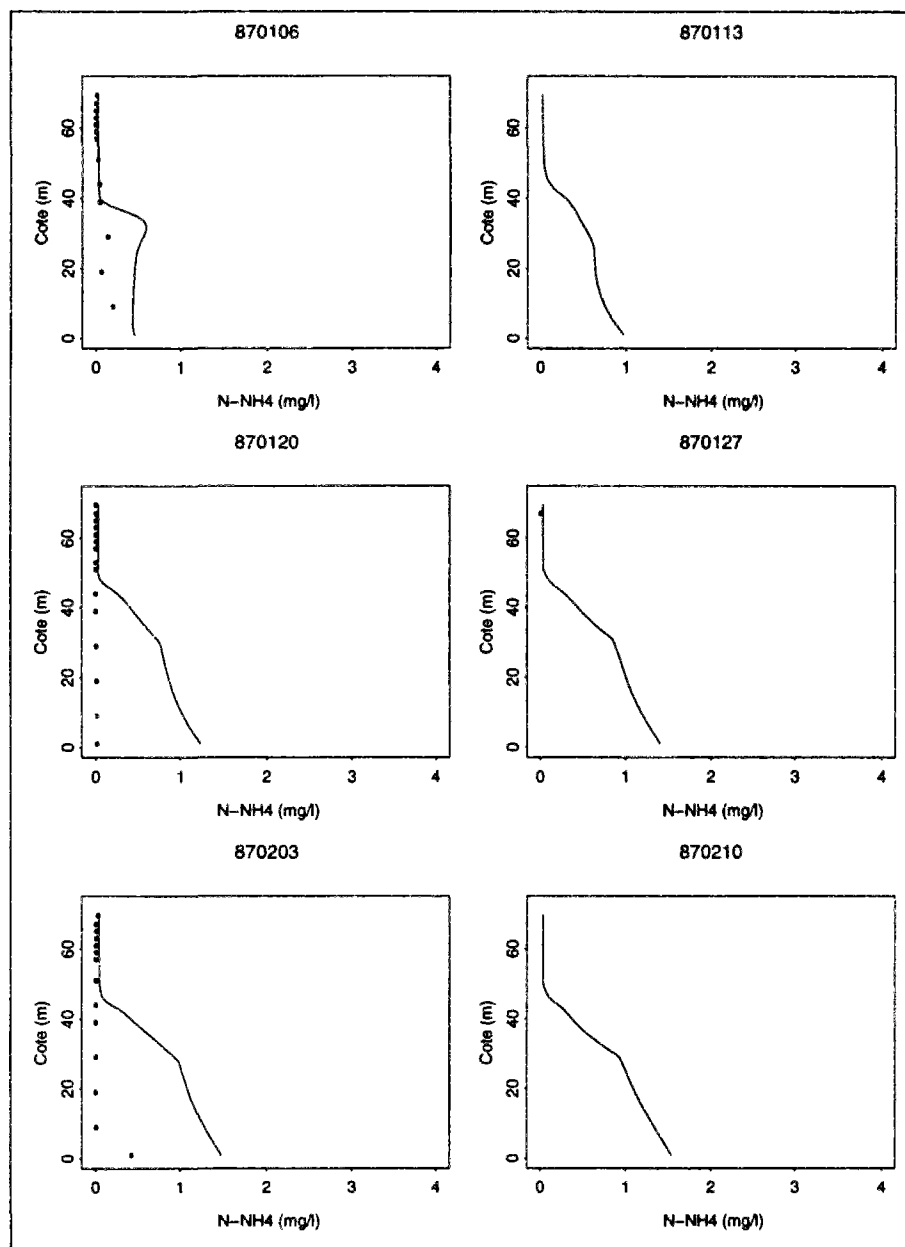 870106
870113
60
40
20
0
Cote (m)
0 1 2 3 4
N-NH4 (mg/l)
60
40
20
0
Cote (m)
0 1 2 3 4
N-NH4 (mg/l)
870120
870127
60
40
20
0
Cote (m)
0 1 2 3 4
N-NH4 (mg/l)
60
40
20
0
Cote (m)
0 1 2 3 4
N-NH4 (mg/l)
870203
870210
60
40
20
0
Cote (m)
0 1 2 3 4
N-NH4 (mg/l)
60
40
20
0
Cote (m)
0 1 2 3 4
N-NH4 (mg/l)